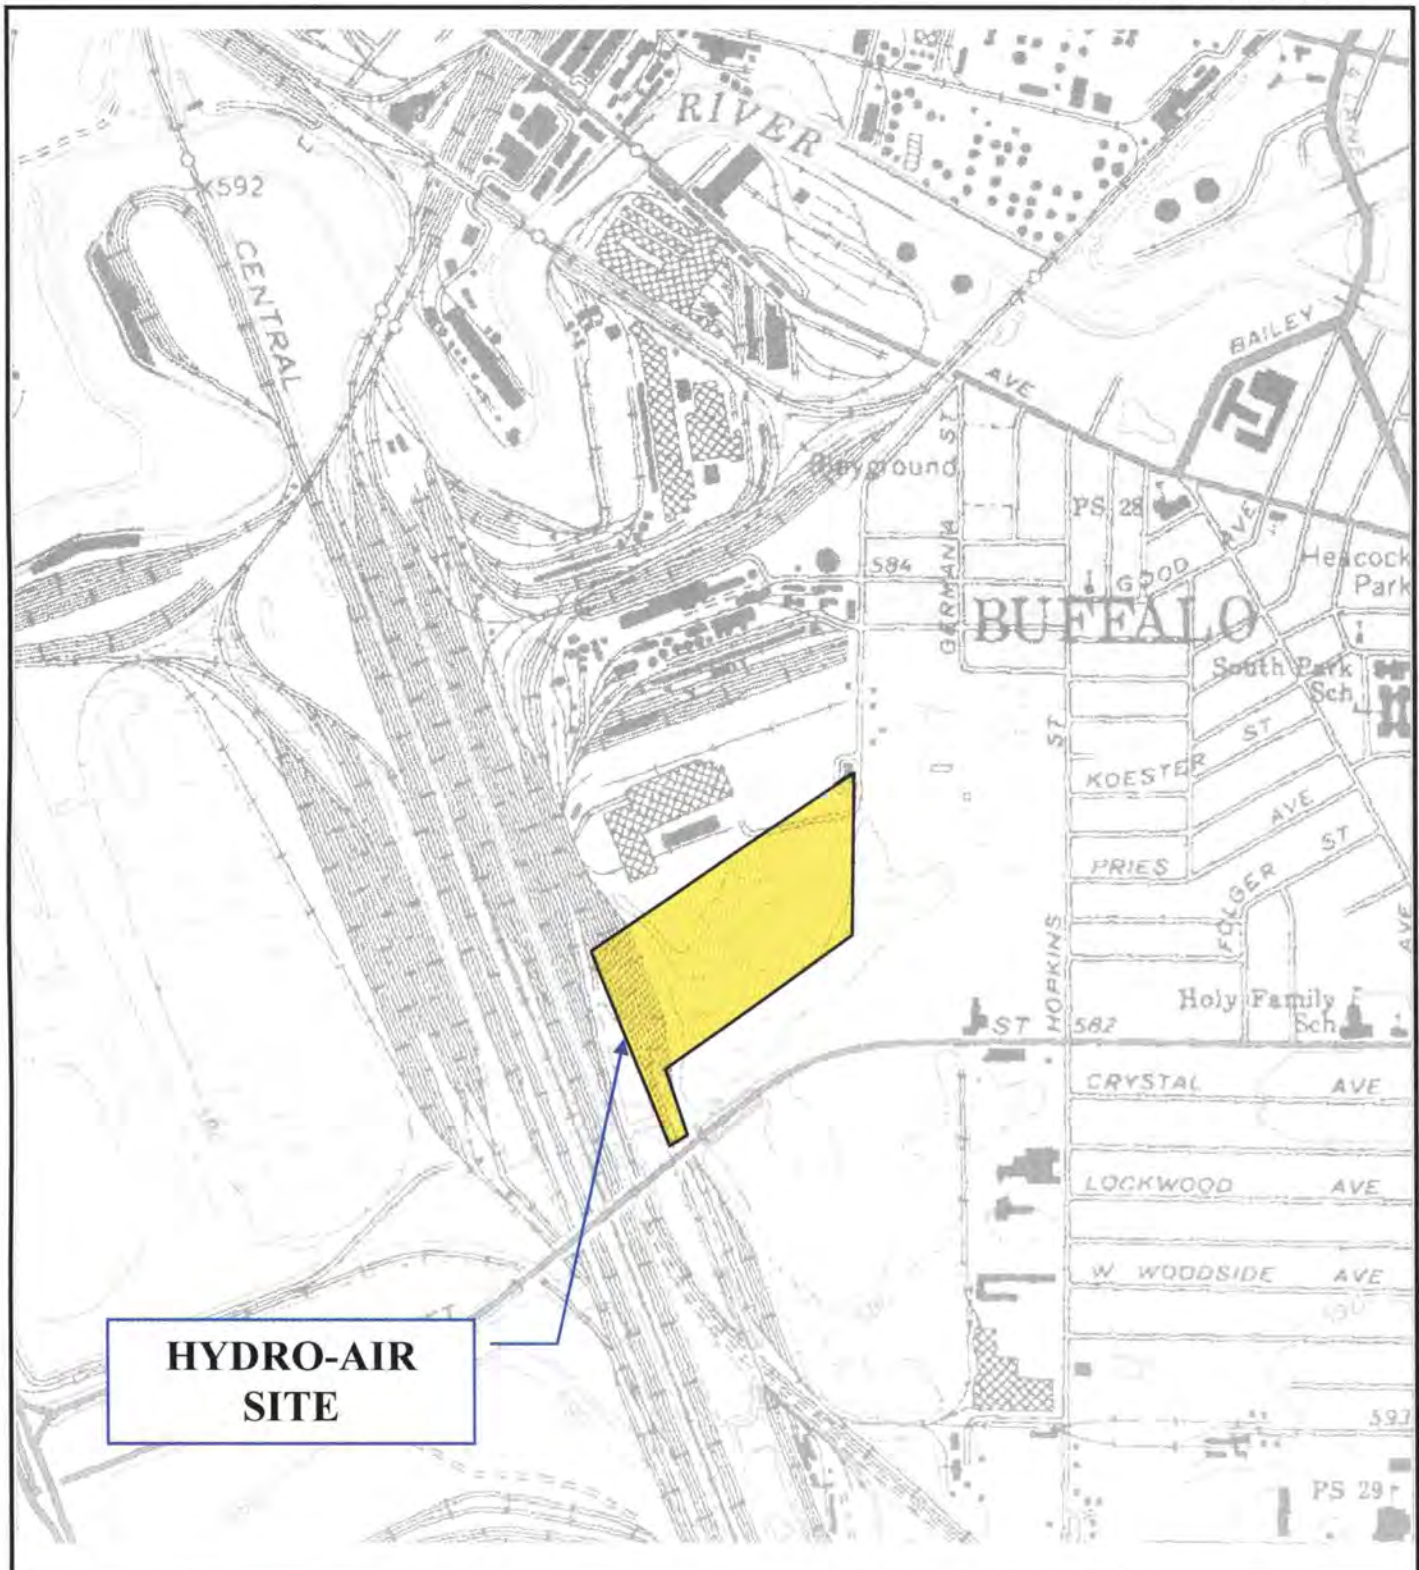 RIVER
592
CENTRAL
BAILEY
AVE
ST
Playground
PS 28
AVE
GERMANIA
584
GOOD
Heacock
Park
BUFFALO
South Park
Sch
ST
ST
KOESTER
AVE
ST
PRIES
FOLGER
AVE
HOPKINS
Holy Family
Sch
ST
582
CRYSTAL AVE
LOCKWOOD AVE
W WOODSIDE AVE
590
HYDRO-AIR
SITE
593
PS 29